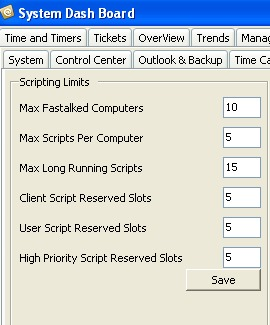 System Dash Board
Time and Timers Tickets OverView Trends Manag
System Control Center Outlook & Backup Time Ca
Scripting Limits
Max Fastalked Computers 10
Max Scripts Per Computer 5
Max Long Running Scripts 15
Client Script Reserved Slots 5
User Script Reserved Slots 5
High Priority Script Reserved Slots 5
Save